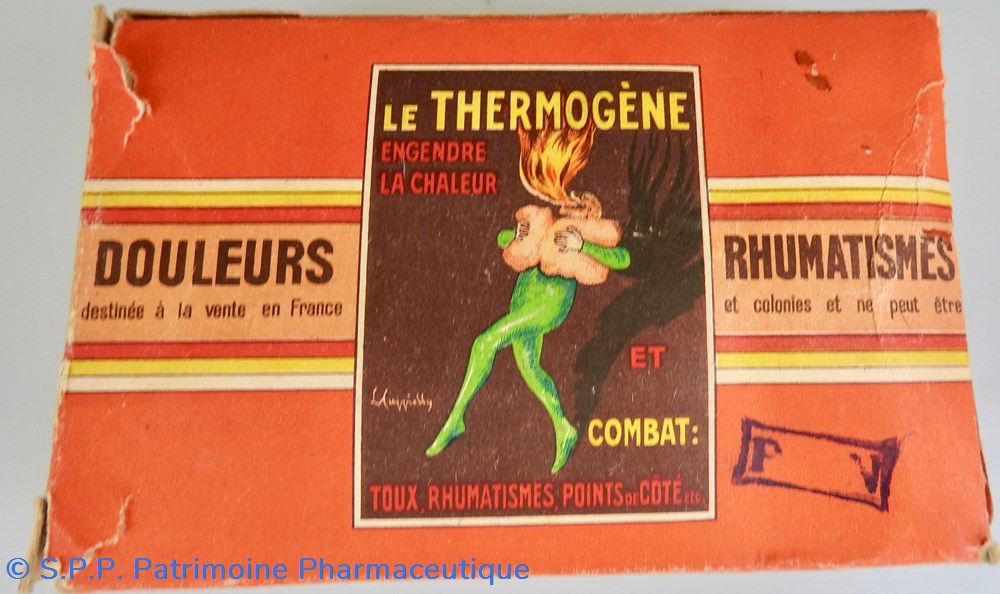 LE THERMOGÈNE
ENGENDRE
LA CHALEUR
DOULEURS
destinée à la vente en France
RHUMATISMES
et colonies et ne peut être
ET
COMBAT:
TOUX, RHUMATISMES, POINTS DE CÔTÉ etc.
P V
© S.P.P. Patrimoine Pharmaceutique